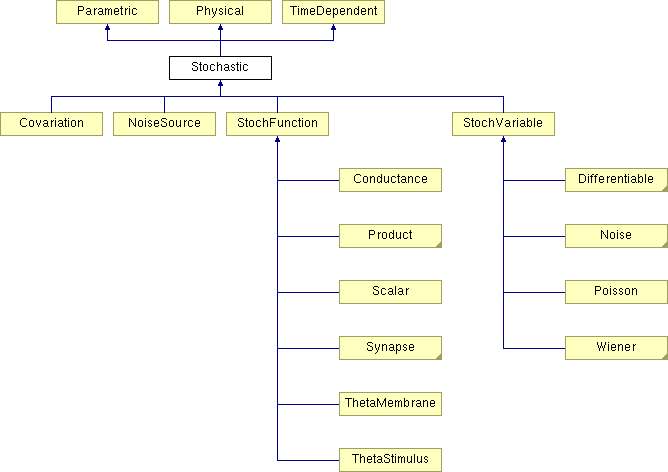 Parametric
Physical
TimeDependent
Stochastic
Covariation
NoiseSource
StochFunction
StochVariable
Conductance
Differentiable
Product
Noise
Scalar
Poisson
Synapse
Wiener
ThetaMembrane
ThetaStimulus